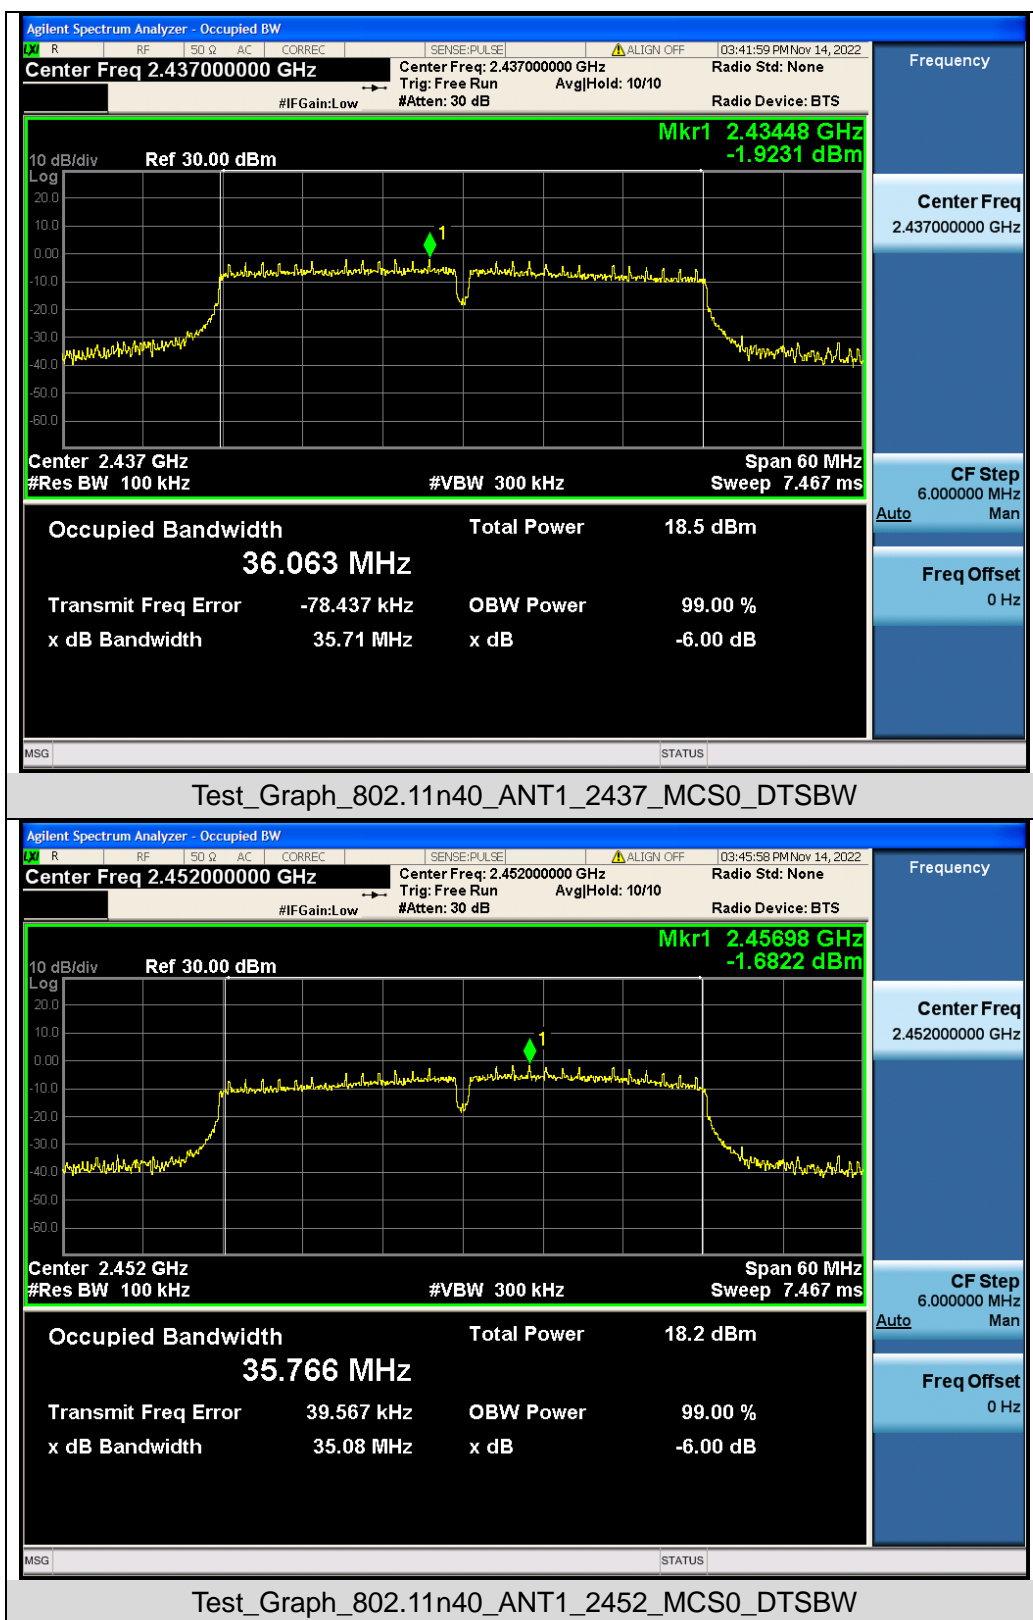 Agilent Spectrum Analyzer - Occupied BW
LXI R RF 50 Ω AC CORREC SENSE:PULSE ALIGN OFF 03:41:59 PM Nov 14, 2022
Center Freq 2.437000000 GHz
Center Freq: 2.437000000 GHz
Radio Std: None
Trig: Free Run Avg|Hold: 10/10
#IFGain:Low
#Atten: 30 dB
Radio Device: BTS
Frequency
Mkr1 2.43448 GHz
-1.9231 dBm
10 dB/div Ref 30.00 dBm
Log
20.0
10.0
0.00
-10.0
-20.0
-30.0
-40.0
-50.0
-60.0
1
Center 2.437 GHz Span 60 MHz
#Res BW 100 kHz #VBW 300 kHz Sweep 7.467 ms
Center Freq
2.437000000 GHz
CF Step
6.000000 MHz
Auto Man
Freq Offset
0 Hz
Occupied Bandwidth Total Power 18.5 dBm
36.063 MHz
Transmit Freq Error -78.437 kHz OBW Power 99.00 %
x dB Bandwidth 35.71 MHz x dB -6.00 dB
MSG STATUS
Test_Graph_802.11n40_ANT1_2437_MCS0_DTSBW
Agilent Spectrum Analyzer - Occupied BW
LXI R RF 50 Ω AC CORREC SENSE:PULSE ALIGN OFF 03:45:58 PM Nov 14, 2022
Center Freq 2.452000000 GHz
Center Freq: 2.452000000 GHz
Radio Std: None
Trig: Free Run Avg|Hold: 10/10
#IFGain:Low
#Atten: 30 dB
Radio Device: BTS
Frequency
Mkr1 2.45698 GHz
-1.6822 dBm
10 dB/div Ref 30.00 dBm
Log
20.0
10.0
0.00
-10.0
-20.0
-30.0
-40.0
-50.0
-60.0
1
Center 2.452 GHz Span 60 MHz
#Res BW 100 kHz #VBW 300 kHz Sweep 7.467 ms
Center Freq
2.452000000 GHz
CF Step
6.000000 MHz
Auto Man
Freq Offset
0 Hz
Occupied Bandwidth Total Power 18.2 dBm
35.766 MHz
Transmit Freq Error 39.567 kHz OBW Power 99.00 %
x dB Bandwidth 35.08 MHz x dB -6.00 dB
MSG STATUS
Test_Graph_802.11n40_ANT1_2452_MCS0_DTSBW